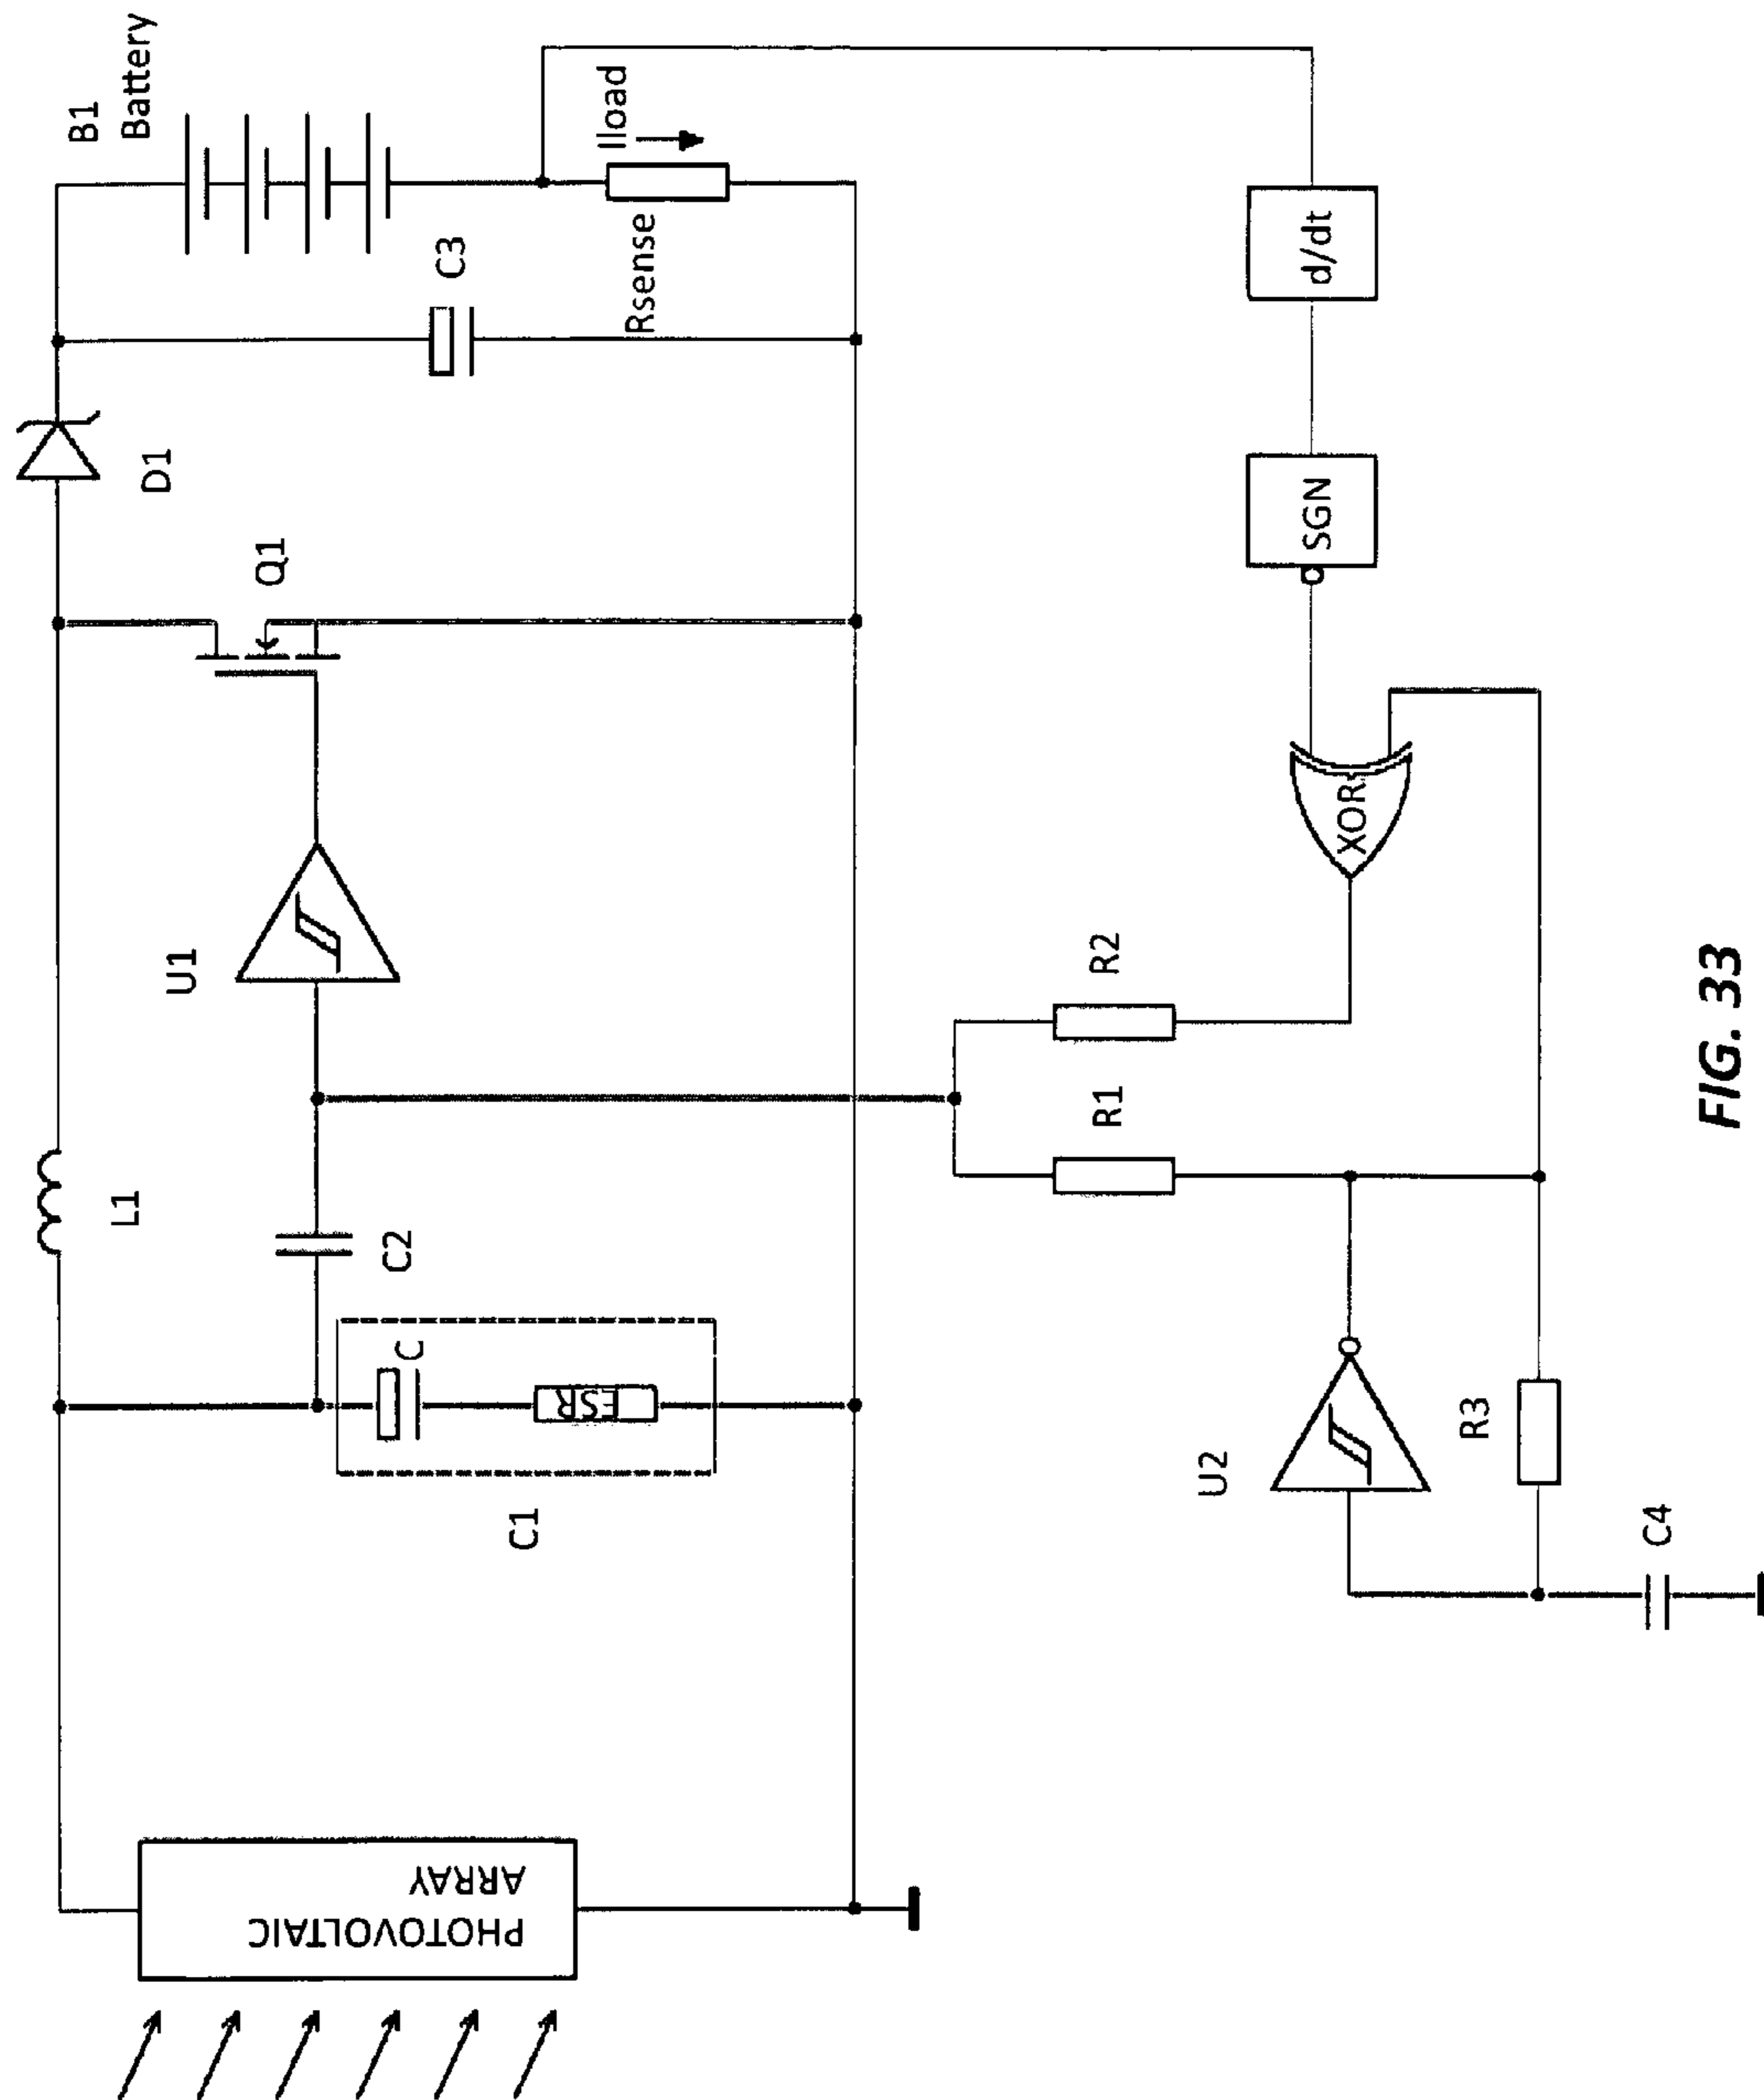 PHOTOVOLTAIC
ARRAY
C1
C
ESR
L1
C2
U1
Q1
D1
C3
B1
Battery
Rsense
Iload
R1
R2
U2
R3
C4
XOR
SGN
d/dt
FIG. 33